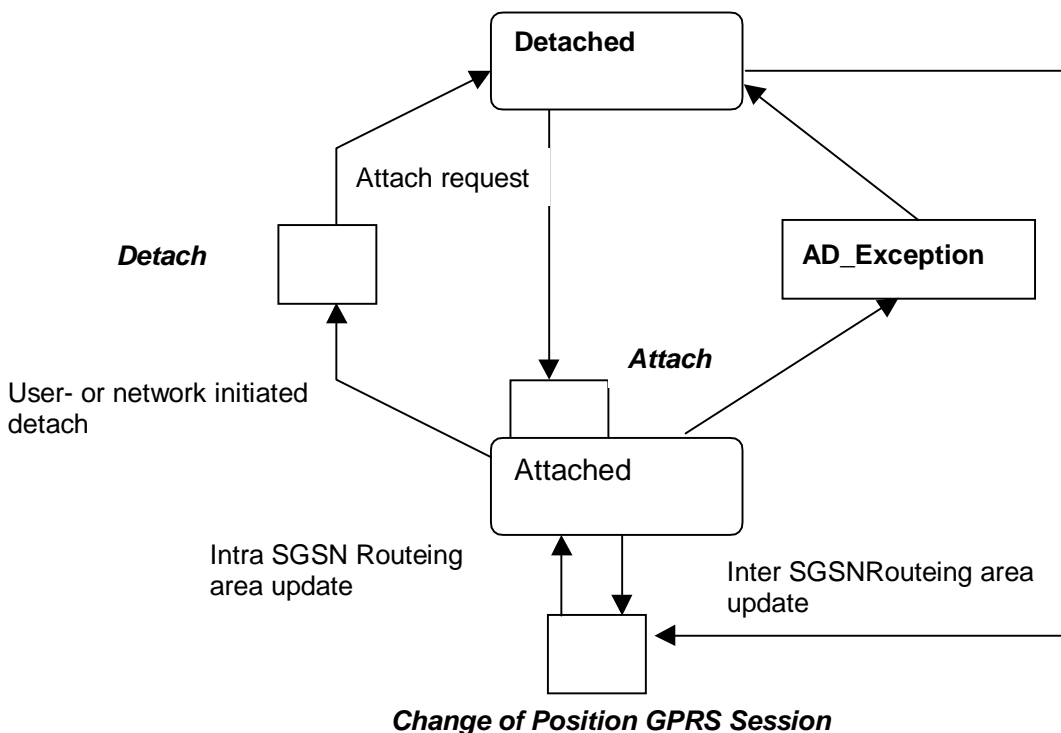 Detached
Attach request
Detach
AD_Exception
Attach
User- or network initiated
detach
Attached
Intra SGSN Routeing
area update
Inter SGSNRouteing area
update
Change of Position GPRS Session